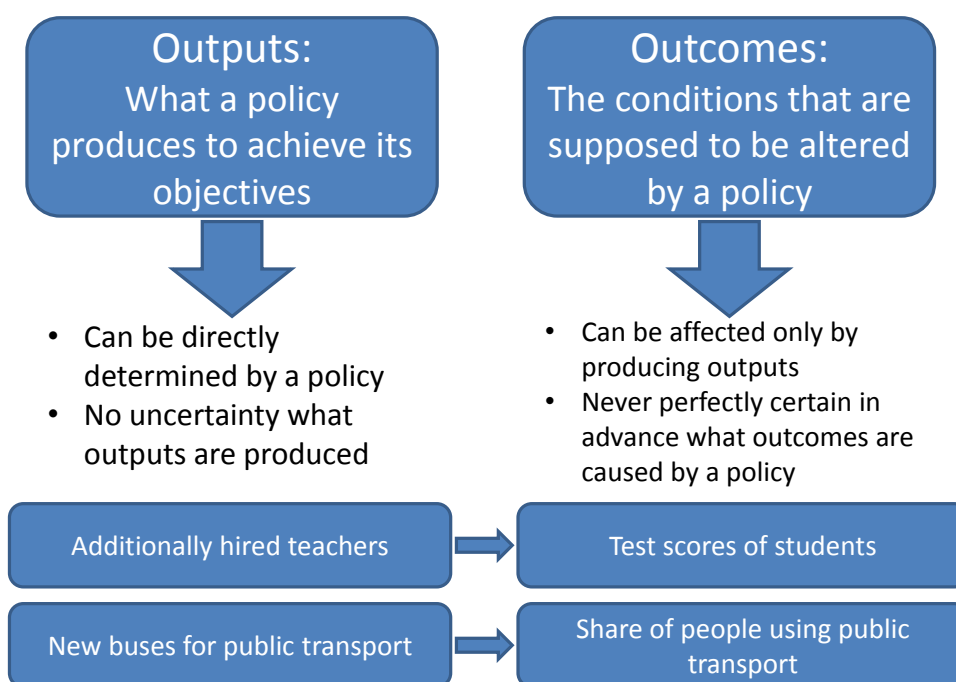 Outputs:
What a policy
produces to achieve its
objectives
Outcomes:
The conditions that are
supposed to be altered
by a policy
• Can be directly
determined by a policy
• No uncertainty what
outputs are produced
• Can be affected only by
producing outputs
• Never perfectly certain in
advance what outcomes are
caused by a policy
Additionally hired teachers
Test scores of students
New buses for public transport
Share of people using public
transport